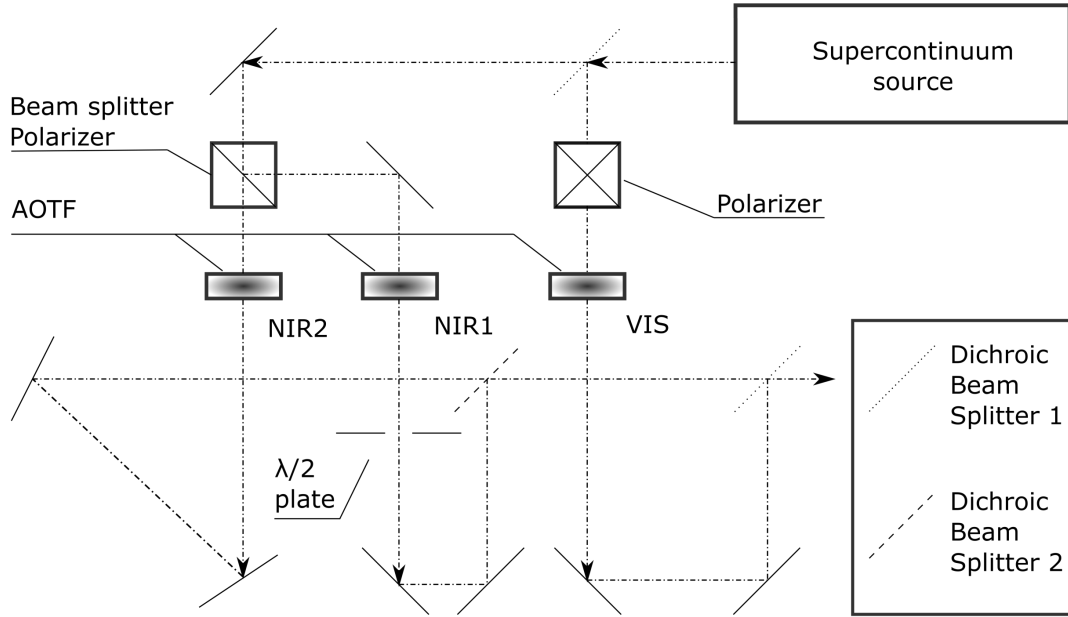 Supercontinuum
source
Beam splitter
Polarizer
AOTF
Polarizer
NIR2
NIR1
VIS
λ/2
plate
Dichroic
Beam
Splitter 1
Dichroic
Beam
Splitter 2